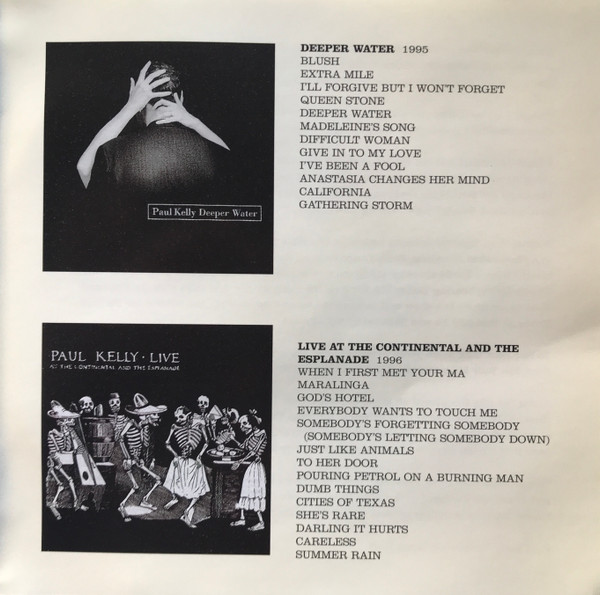 Paul Kelly Deeper Water
DEEPER WATER 1995
BLUSH
EXTRA MILE
I'LL FORGIVE BUT I WON'T FORGET
QUEEN STONE
DEEPER WATER
MADELEINE'S SONG
DIFFICULT WOMAN
GIVE IN TO MY LOVE
I'VE BEEN A FOOL
ANASTASIA CHANGES HER MIND
CALIFORNIA
GATHERING STORM
PAUL KELLY · LIVE
AT THE CONTINENTAL AND THE ESPLANADE
LIVE AT THE CONTINENTAL AND THE
ESPLANADE 1996
WHEN I FIRST MET YOUR MA
MARALINGA
GOD'S HOTEL
EVERYBODY WANTS TO TOUCH ME
SOMEBODY'S FORGETTING SOMEBODY
(SOMEBODY'S LETTING SOMEBODY DOWN)
JUST LIKE ANIMALS
TO HER DOOR
POURING PETROL ON A BURNING MAN
DUMB THINGS
CITIES OF TEXAS
SHE'S RARE
DARLING IT HURTS
CARELESS
SUMMER RAIN